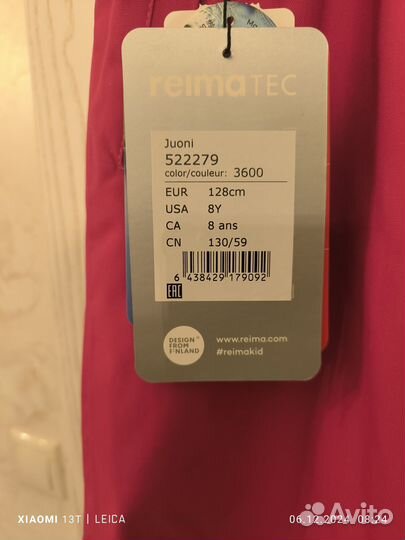 reimaTEC
Juoni
522279
color/couleur: 3600
EUR 128cm
USA 8Y
CA 8 ans
CN 130/59
6 438429 179092
EAC
DESIGN FROM FINLAND
www.reima.com
#reimakid
XIAOMI 13T | LEICA
06.12.2024 08:24
Avito